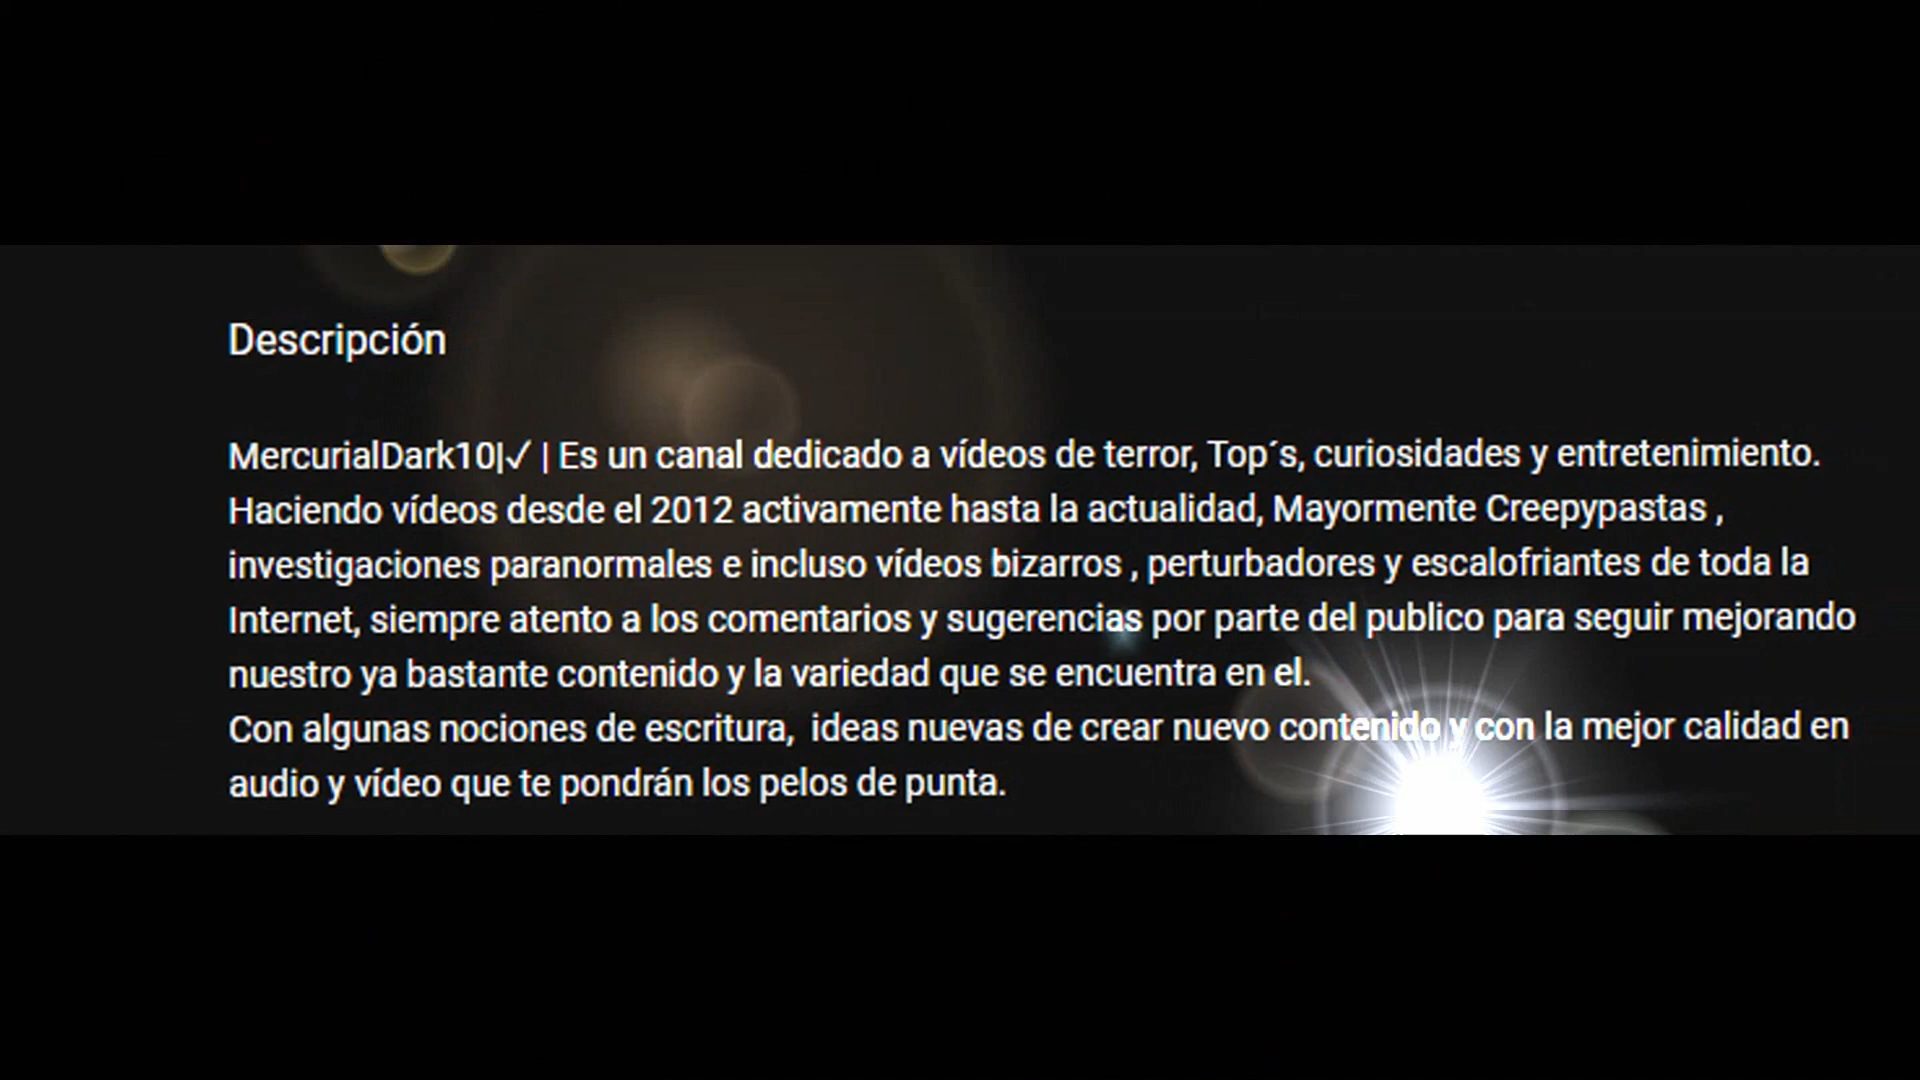 Descripción
MercurialDark10|✓ | Es un canal dedicado a vídeos de terror, Top´s, curiosidades y entretenimiento.
Haciendo vídeos desde el 2012 activamente hasta la actualidad, Mayormente Creepypastas ,
investigaciones paranormales e incluso vídeos bizarros , perturbadores y escalofriantes de toda la
Internet, siempre atento a los comentarios y sugerencias por parte del publico para seguir mejorando
nuestro ya bastante contenido y la variedad que se encuentra en el.
Con algunas nociones de escritura,  ideas nuevas de crear nuevo contenido y con la mejor calidad en
audio y vídeo que te pondrán los pelos de punta.